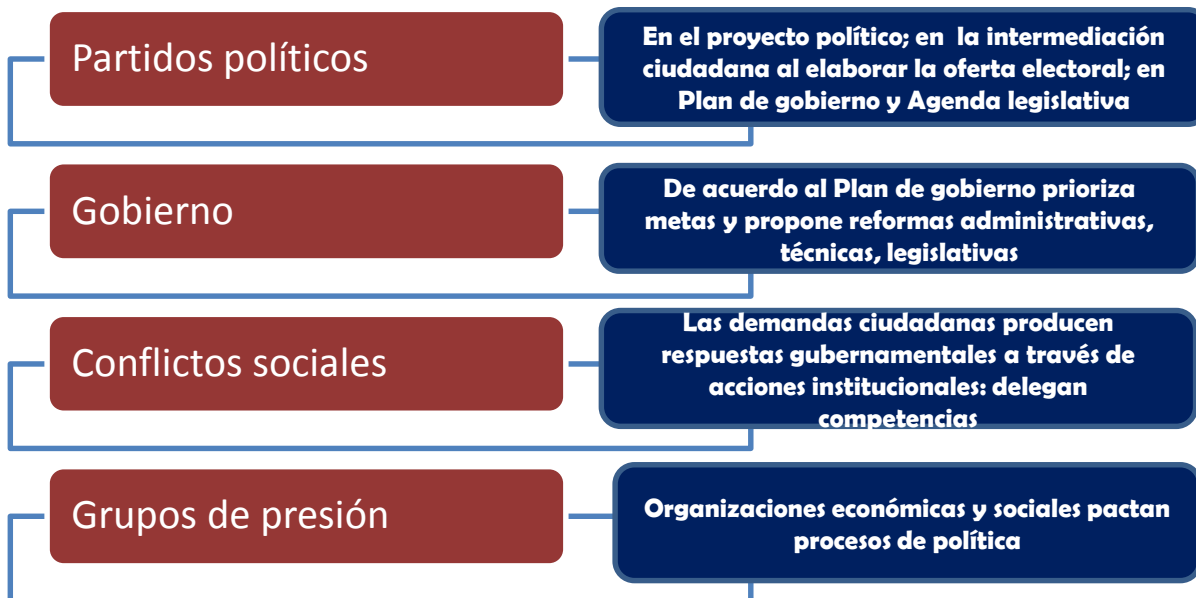 Partidos políticos
En el proyecto político; en la intermediación
ciudadana al elaborar la oferta electoral; en
Plan de gobierno y Agenda legislativa
Gobierno
De acuerdo al Plan de gobierno prioriza
metas y propone reformas administrativas,
técnicas, legislativas
Conflictos sociales
Las demandas ciudadanas producen
respuestas gubernamentales a través de
acciones institucionales: delegan
competencias
Grupos de presión
Organizaciones económicas y sociales pactan
procesos de política